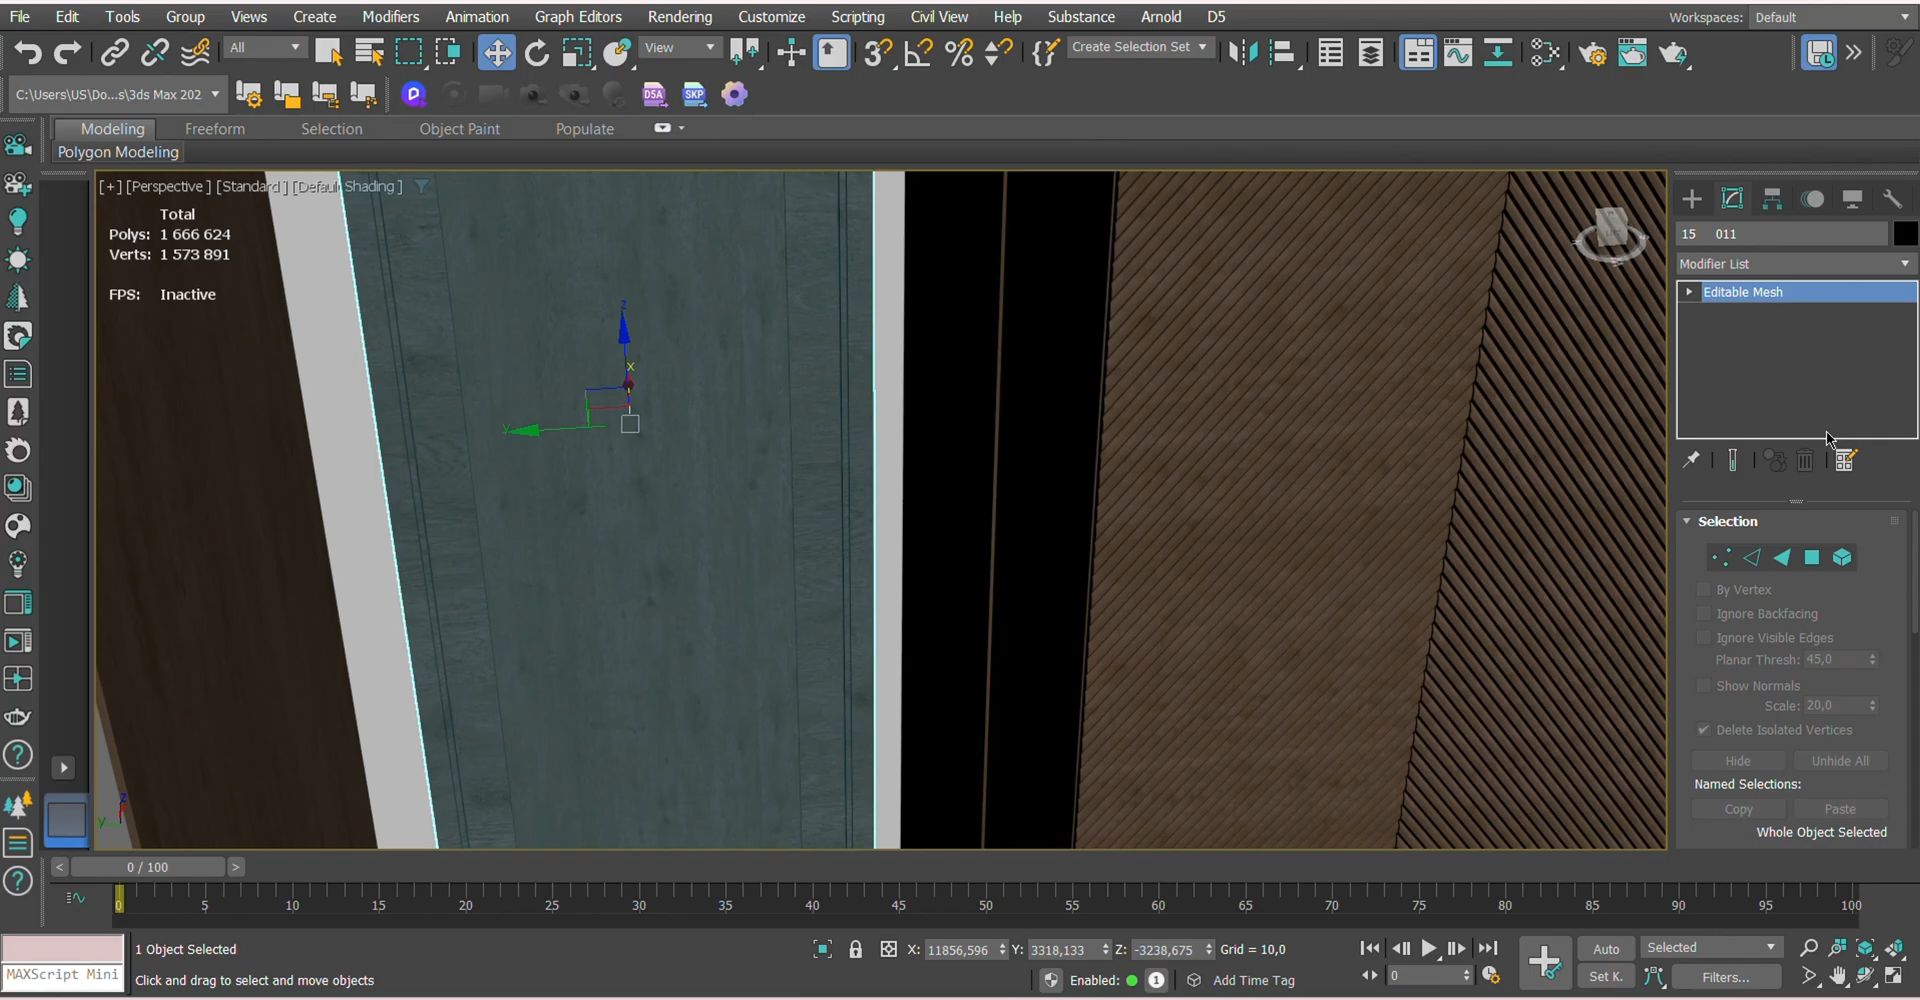 File Edit Tools Group Views Create Modifiers Animation Graph Editors Rendering Customize Scripting Civil View Help Substance Arnold D5 Workspaces: Default
All View Create Selection Set
C:\Users\US\Do...s\3ds Max 202 D5A SKP
Modeling Freeform Selection Object Paint Populate
Polygon Modeling
[+] [Perspective] [Standard] [Default Shading]
Total
Polys: 1 666 624
Verts: 1 573 891
FPS: Inactive
z
x
y
15 011
Modifier List
Editable Mesh
Selection
By Vertex
Ignore Backfacing
Ignore Visible Edges
Planar Thresh: 45,0
Show Normals
Scale: 20,0
Delete Isolated Vertices
Hide Unhide All
Named Selections:
Copy Paste
Whole Object Selected
z
y
< 0 / 100 >
0 5 10 15 20 25 30 35 40 45 50 55 60 65 70 75 80 85 90 95 100
1 Object Selected X: 11856,596 Y: 3318,133 Z: -3238,675 Grid = 10,0 Auto Selected
MAXScript Mini Click and drag to select and move objects Enabled: 1 Add Time Tag 0 Set K. Filters...